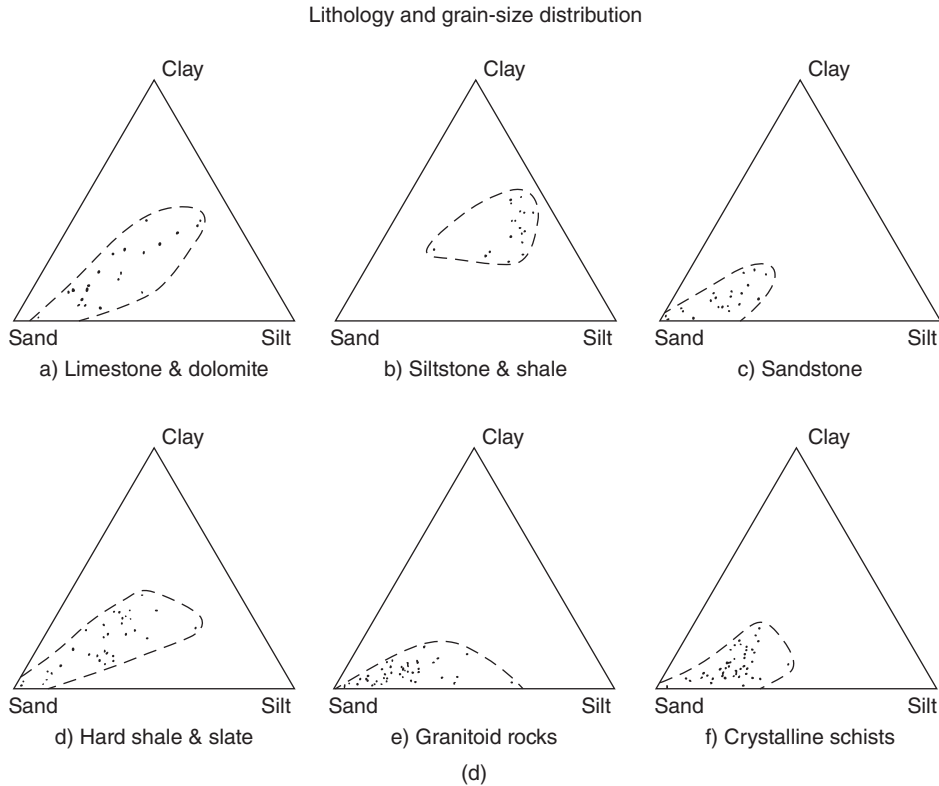 Lithology and grain-size distribution
Clay
Clay
Clay
Sand Silt
Sand Silt
Sand Silt
a) Limestone & dolomite
b) Siltstone & shale
c) Sandstone
Clay
Clay
Clay
Sand Silt
Sand Silt
Sand Silt
d) Hard shale & slate
e) Granitoid rocks
f) Crystalline schists
(d)